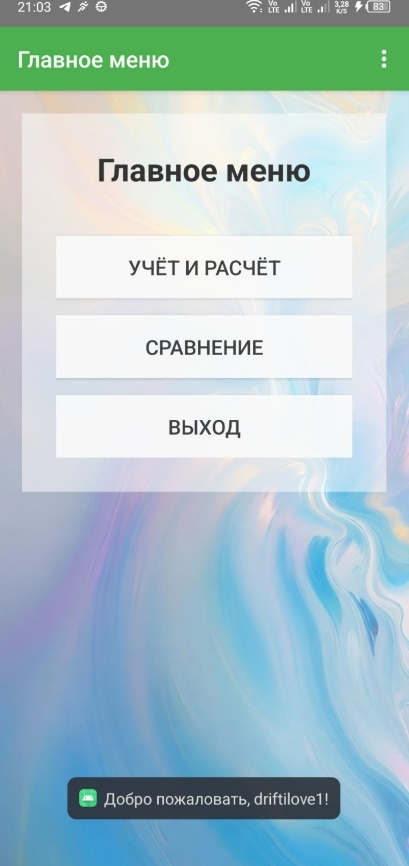 21:03
Vo LTE Vo LTE 3,28 K/S 83
Главное меню
Главное меню
УЧЁТ И РАСЧЁТ
СРАВНЕНИЕ
ВЫХОД
Добро пожаловать, driftilove1!